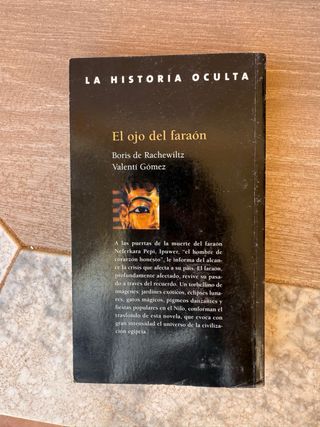 LA HISTORIA OCULTA
El ojo del faraón
Boris de Rachewiltz
Valentí Gómez
A las puertas de la muerte del faraón
Neferkara Pepi, Ipuwer, "el hombre de
corarzón honesto", le informa del alcan-
ce la crisis que afecta a su país. El faraón,
profundamente afectado, revive su pasa-
do a través del recuerdo. Un torbellino de
imágenes: jardines exóticos, eclipses luna-
res, gatos mágicos, pigmeos danzantes y
fiestas populares en el Nilo, conforman el
trasfondo de esta novela, que evoca con
gran intensidad el universo de la civiliza-
ción egipcia.